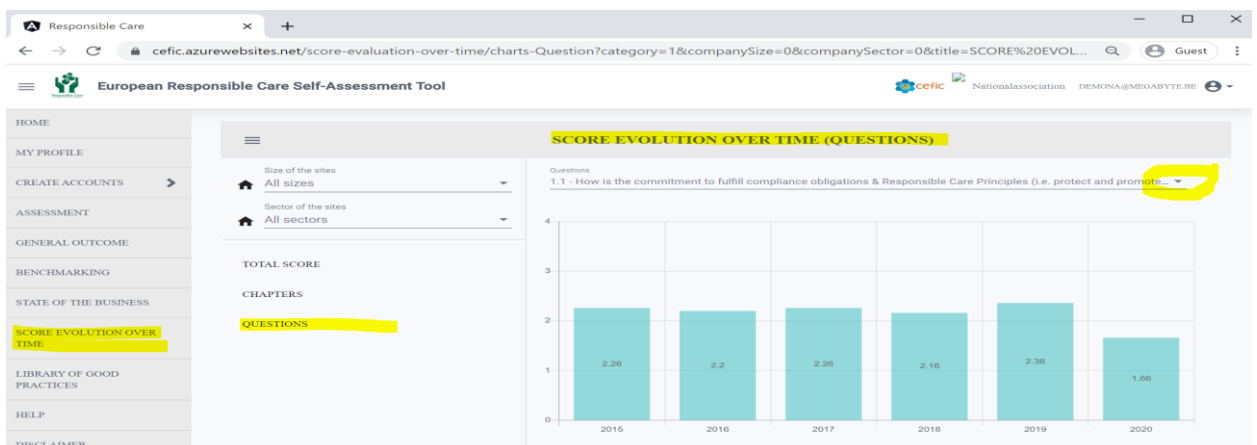 Responsible Care
cefic.azurewebsites.net/score-evaluation-over-time/charts-Question?category=1&companySize=0&companySector=0&title=SCORE%20EVOL...
Guest
European Responsible Care Self-Assessment Tool
cefic
Nationalassociation
DEMONA@MEGABYTE.BE
HOME
MY PROFILE
CREATE ACCOUNTS
ASSESSMENT
GENERAL OUTCOME
BENCHMARKING
STATE OF THE BUSINESS
SCORE EVOLUTION OVER
TIME
LIBRARY OF GOOD
PRACTICES
HELP
DISCLAIMER
SCORE EVOLUTION OVER TIME (QUESTIONS)
Size of the sites
All sizes
Sector of the sites
All sectors
TOTAL SCORE
CHAPTERS
QUESTIONS
Questions
1.1 - How is the commitment to fulfill compliance obligations & Responsible Care Principles (i.e. protect and promote...
4
3
2
1
0
2.26
2.2
2.26
2.16
2.36
1.66
2015
2016
2017
2018
2019
2020